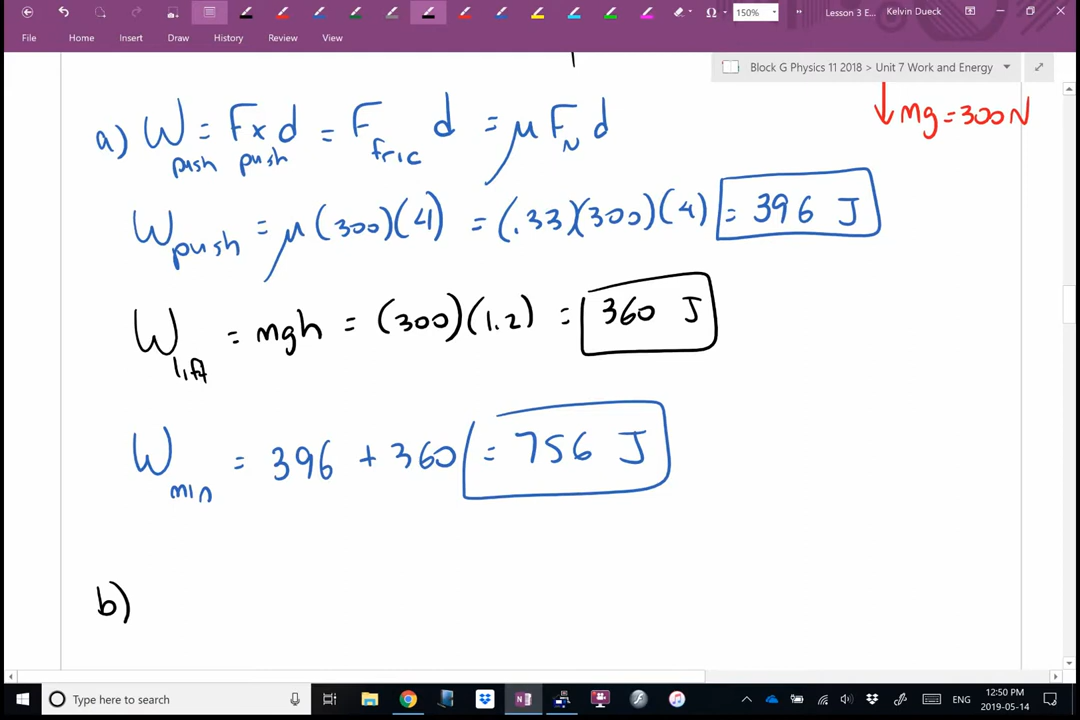 150%
Lesson 3 E...
Kelvin Dueck
File Home Insert Draw History Review View
Block G Physics 11 2018 > Unit 7 Work and Energy
↓ mg = 300 N
a) W push = F push x d = F fric d = μ F_N d
W push = μ (300)(4) = (.33)(300)(4) = 396 J
W lift = mgh = (300)(1.2) = 360 J
W min = 396 + 360 = 756 J
b)
Type here to search
ENG
12:50 PM
2019-05-14